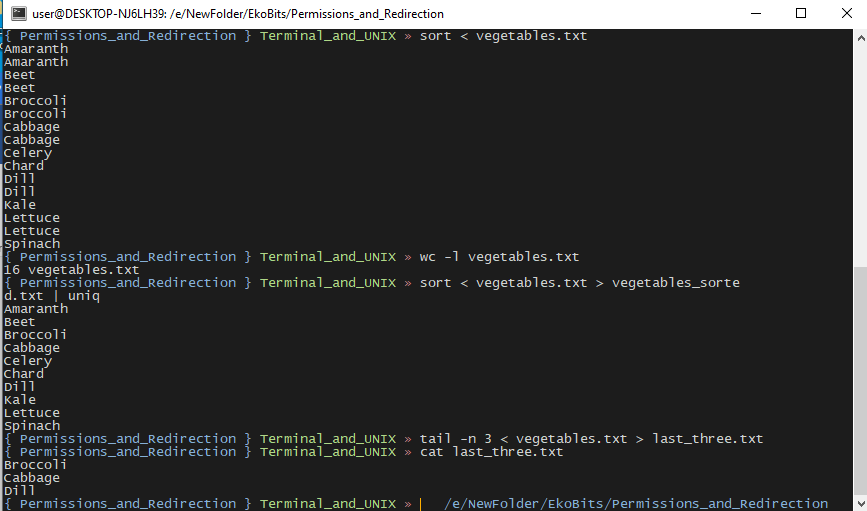 user@DESKTOP-NJ6LH39: /e/NewFolder/EkoBits/Permissions_and_Redirection
{ Permissions_and_Redirection } Terminal_and_UNIX » sort < vegetables.txt
Amaranth
Amaranth
Beet
Beet
Broccoli
Broccoli
Cabbage
Cabbage
Celery
Chard
Dill
Dill
Kale
Lettuce
Lettuce
Spinach
{ Permissions_and_Redirection } Terminal_and_UNIX » wc -l vegetables.txt
16 vegetables.txt
{ Permissions_and_Redirection } Terminal_and_UNIX » sort < vegetables.txt > vegetables_sorte
d.txt | uniq
Amaranth
Beet
Broccoli
Cabbage
Celery
Chard
Dill
Kale
Lettuce
Spinach
{ Permissions_and_Redirection } Terminal_and_UNIX » tail -n 3 < vegetables.txt > last_three.txt
{ Permissions_and_Redirection } Terminal_and_UNIX » cat last_three.txt
Broccoli
Cabbage
Dill
{ Permissions_and_Redirection } Terminal_and_UNIX » /e/NewFolder/EkoBits/Permissions_and_Redirection